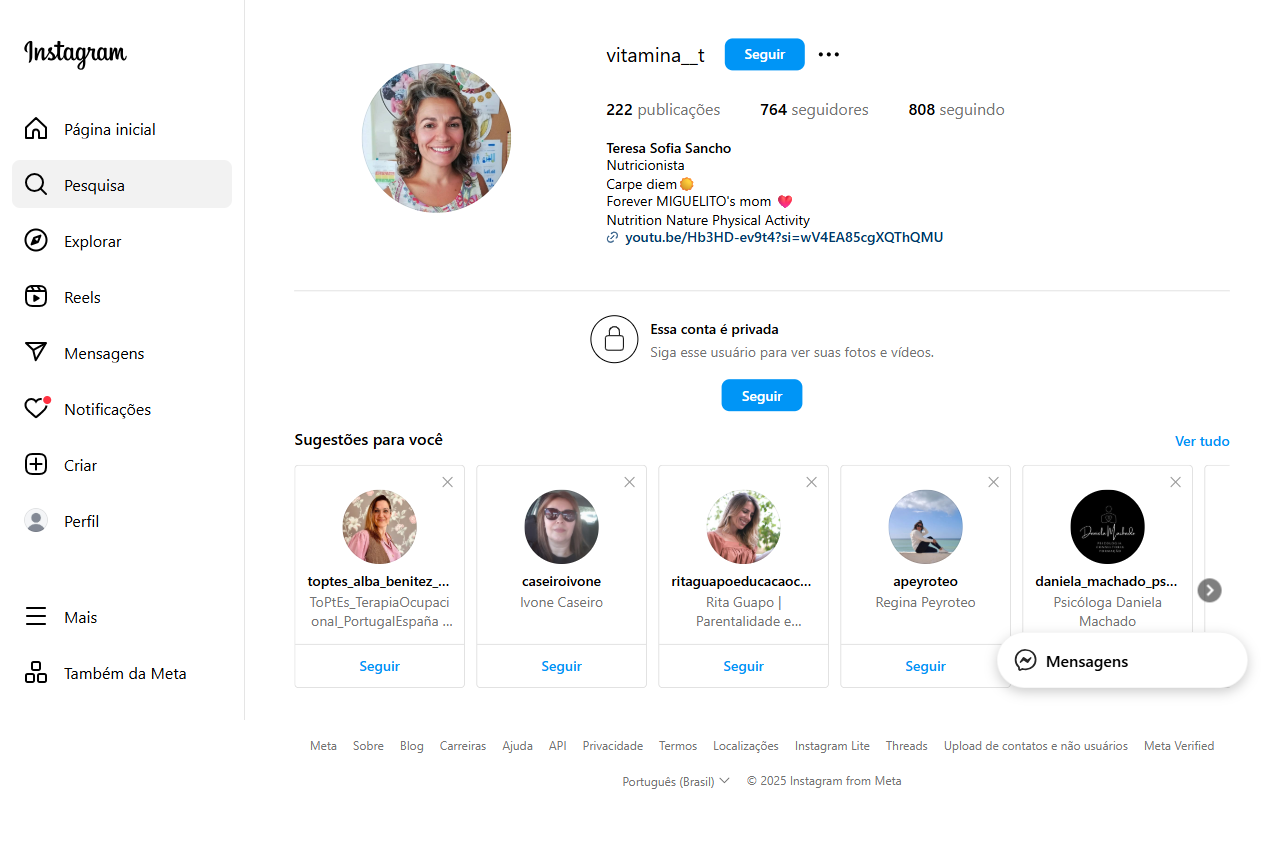 Instagram
Página inicial
Pesquisa
Explorar
Reels
Mensagens
Notificações
Criar
Perfil
Mais
Também da Meta
vitamina__t
Seguir
222 publicações 764 seguidores 808 seguindo
Teresa Sofia Sancho
Nutricionista
Carpe diem🌞
Forever MIGUELITO's mom ❤️
Nutrition Nature Physical Activity
youtu.be/Hb3HD-ev9t4?si=wV4EA85cgXQThQMU
Essa conta é privada
Siga esse usuário para ver suas fotos e vídeos.
Seguir
Sugestões para você
Ver tudo
toptes_alba_benitez_...
ToPtEs_TerapiaOcupaci
onal_PortugalEspaña ...
Seguir
caseiroivone
Ivone Caseiro
Seguir
ritaguapoeducacaoc...
Rita Guapo |
Parentalidade e...
Seguir
apeyroteo
Regina Peyroteo
Seguir
Daniela Machado
daniela_machado_ps...
Psicóloga Daniela
Machado
Mensagens
Meta Sobre Blog Carreiras Ajuda API Privacidade Termos Localizações Instagram Lite Threads Upload de contatos e não usuários Meta Verified
Português (Brasil) © 2025 Instagram from Meta